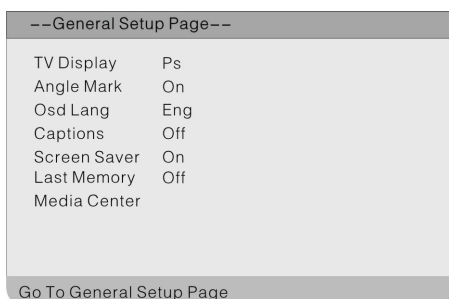 --General Setup Page--
TV Display Ps
Angle Mark On
Osd Lang Eng
Captions Off
Screen Saver On
Last Memory Off
Media Center
Go To General Setup Page